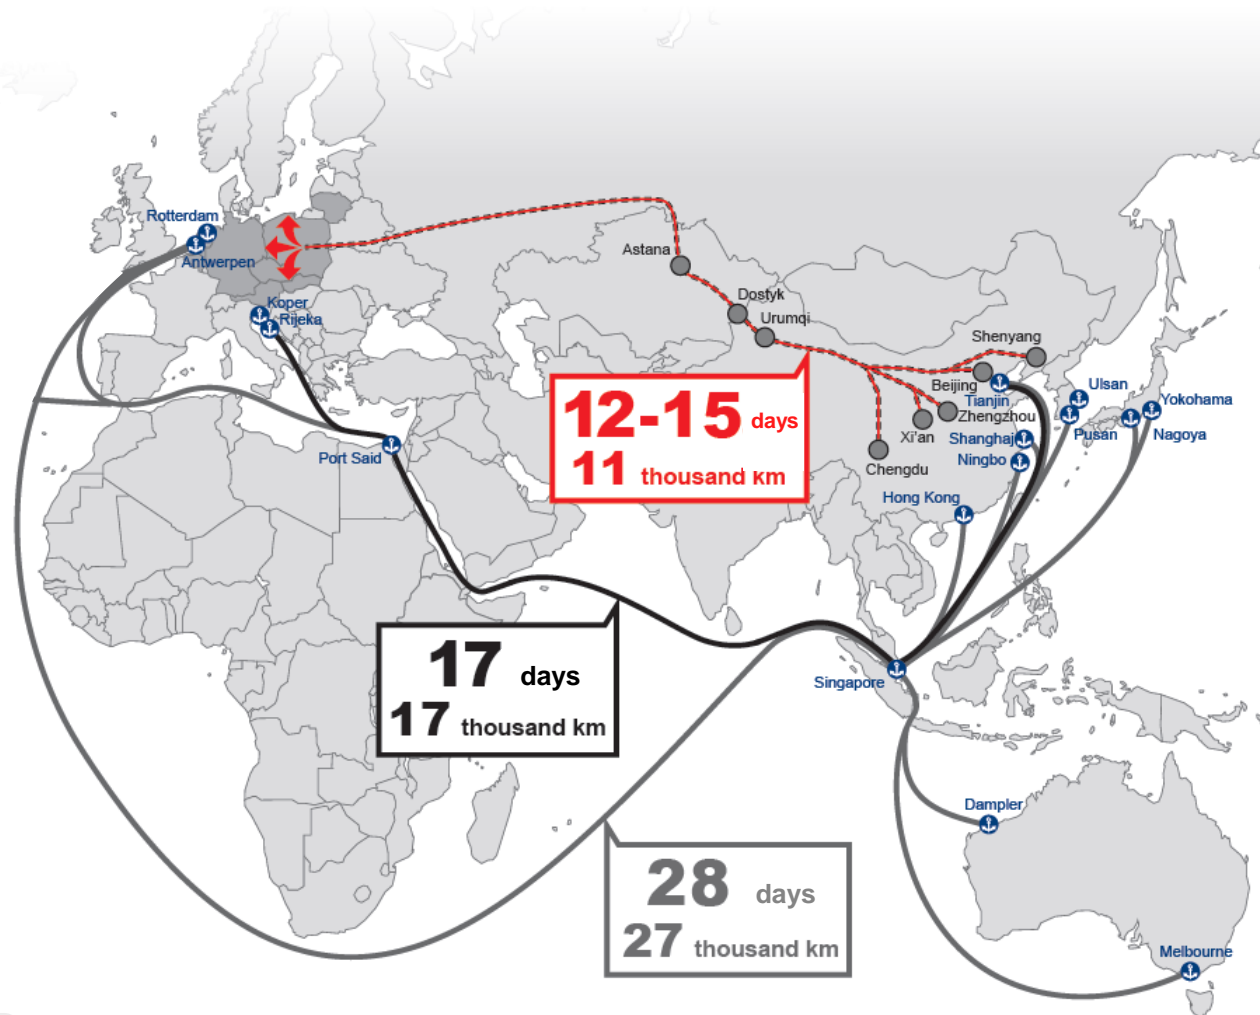 Rotterdam
Antwerpen
Koper
Rijeka
Port Said
Astana
Dostyk
Urumqi
Shenyang
Beijing
Tianjin
Zhengzhou
Xi'an
Chengdu
Shanghaj
Ningbo
Hong Kong
Ulsan
Pusan
Yokohama
Nagoya
12-15 days
11 thousand km
17 days
17 thousand km
Singapore
Dampler
28 days
27 thousand km
Melbourne